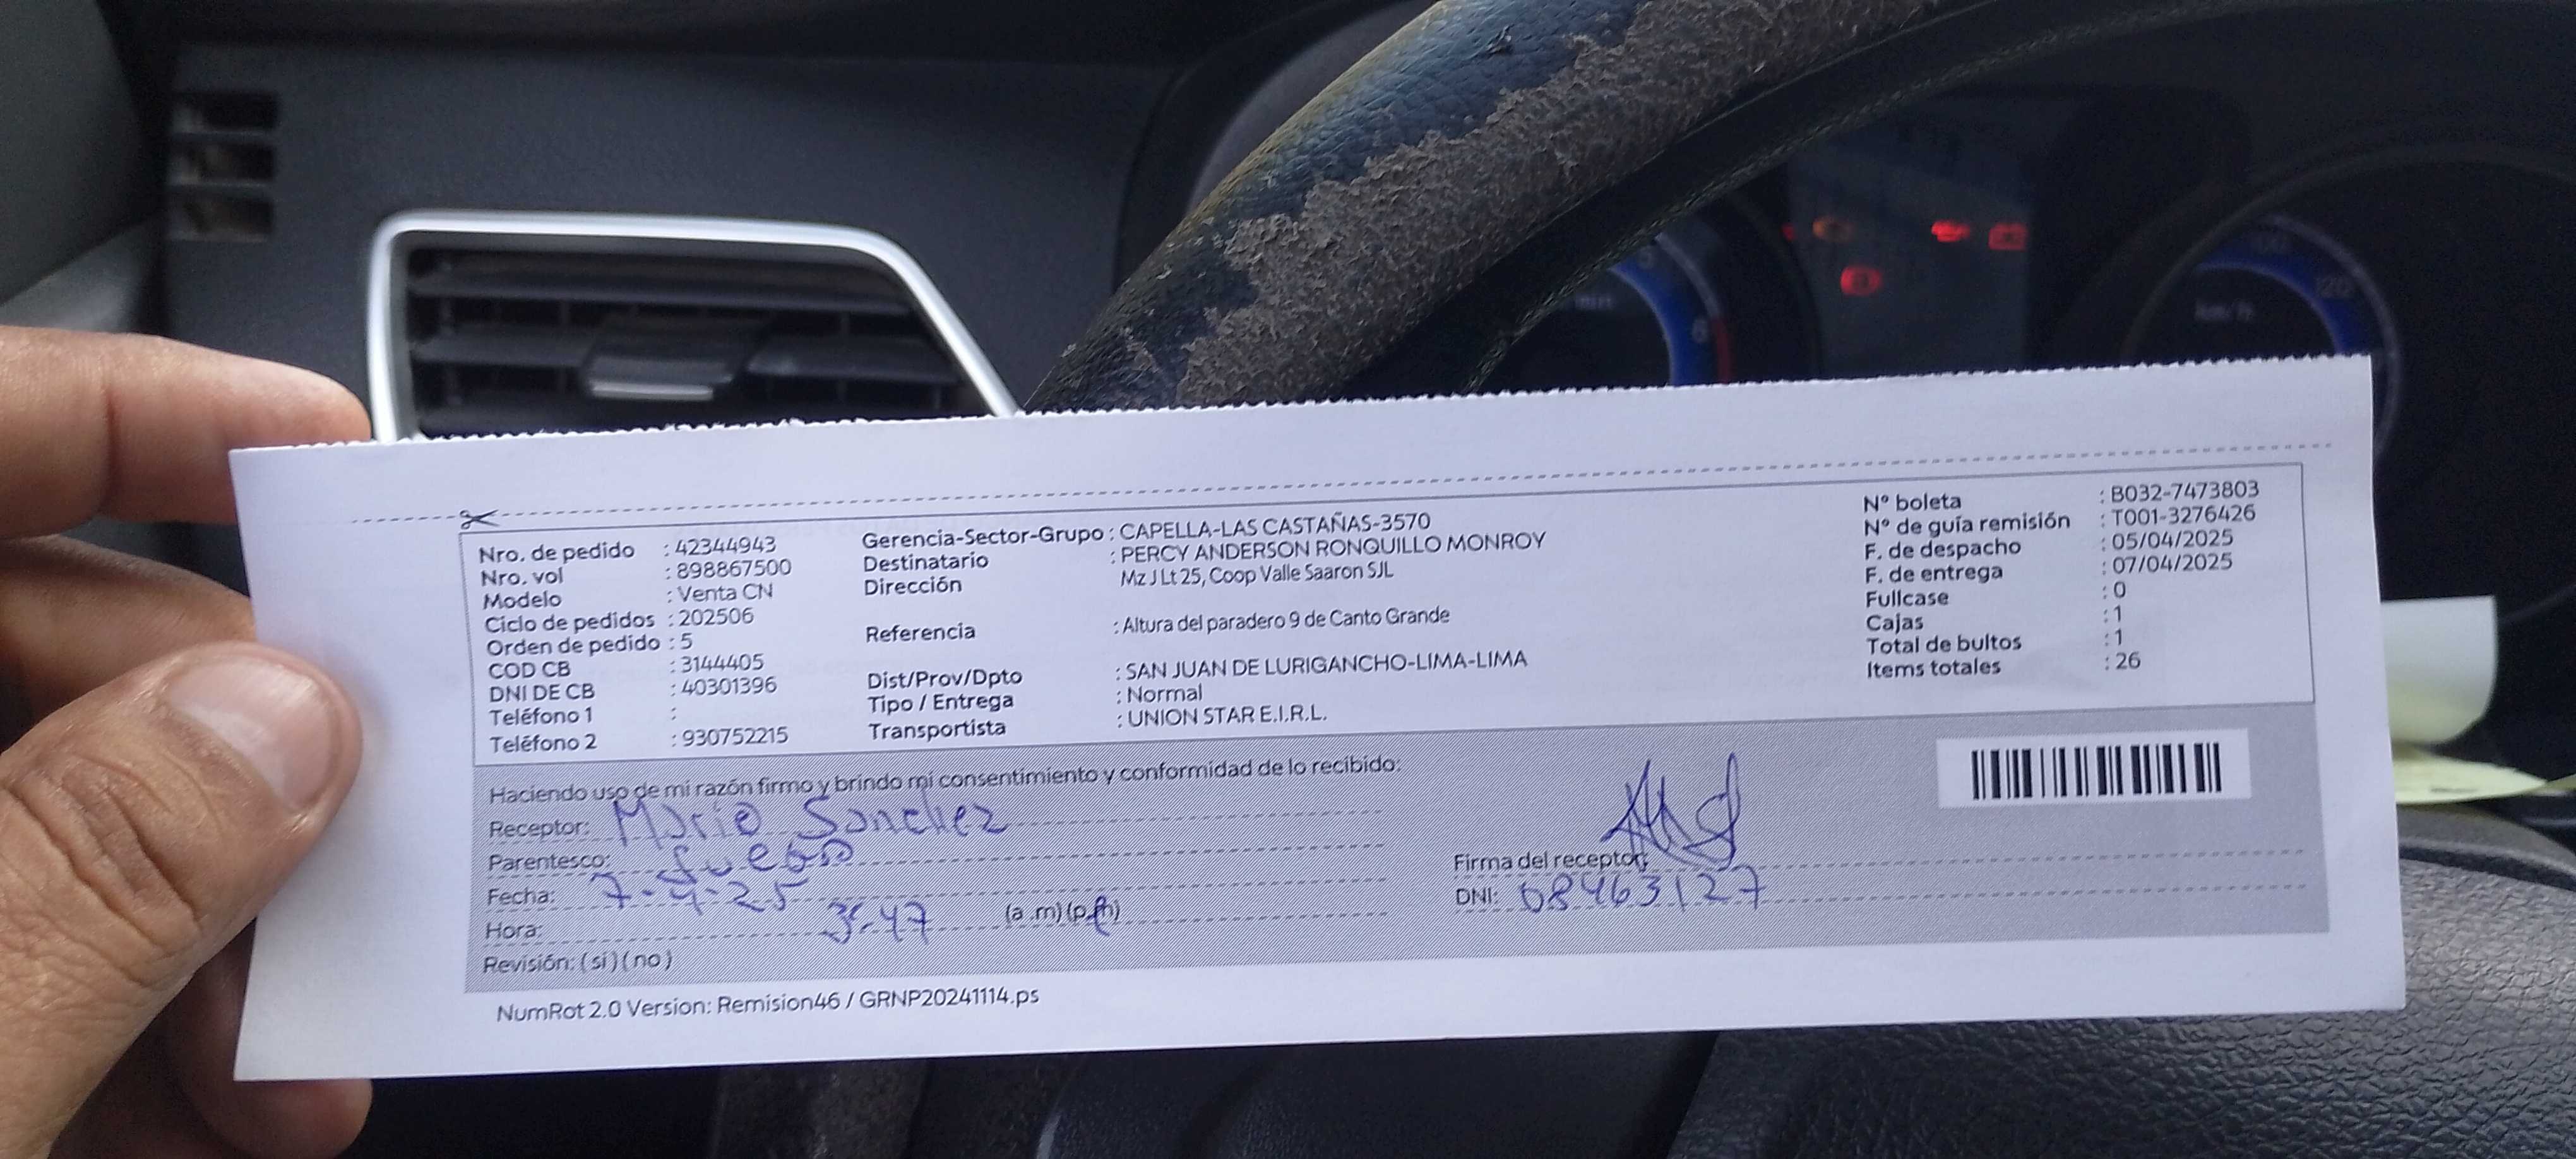 Nro. de pedido : 42344943
Nro. vol : 898867500
Modelo : Venta CN
Ciclo de pedidos : 202506
Orden de pedido : 5
COD CB : 3144405
DNI DE CB : 40301396
Teléfono 1 :
Teléfono 2 : 930752215
Gerencia-Sector-Grupo : CAPELLA-LAS CASTAÑAS-3570
Destinatario : PERCY ANDERSON RONQUILLO MONROY
Dirección Mz J Lt 25, Coop Valle Saaron SJL
Referencia : Altura del paradero 9 de Canto Grande
Dist/Prov/Dpto : SAN JUAN DE LURIGANCHO-LIMA-LIMA
Tipo / Entrega : Normal
Transportista : UNION STAR E.I.R.L.
N° boleta : B032-7473803
N° de guía remisión : T001-3276426
F. de despacho : 05/04/2025
F. de entrega : 07/04/2025
Fullcase : 0
Cajas : 1
Total de bultos : 1
Items totales : 26
Haciendo uso de mi razón firmo y brindo mi consentimiento y conformidad de lo recibido:
Receptor: Mario Sanchez
Parentesco: Suegro
Fecha: 7-4-25
Hora: 3:47 (a.m)(p.m)
Revisión: (si) (no)
Firma del receptor:
DNI: 08463127
NumRot 2.0 Version: Remision46 / GRNP20241114.ps